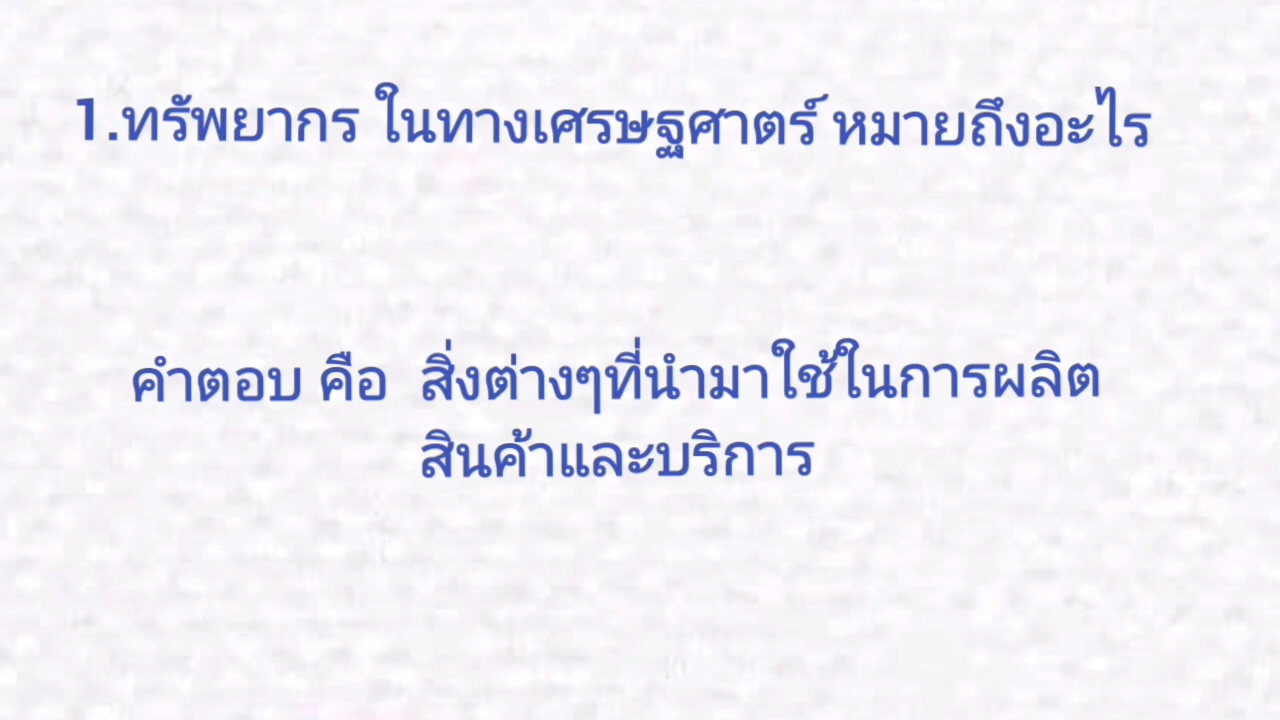 1.ทรัพยากร ในทางเศรษฐศาตร์ หมายถึงอะไร
คำตอบ คือ สิ่งต่างๆที่นำมาใช้ในการผลิต
สินค้าและบริการ